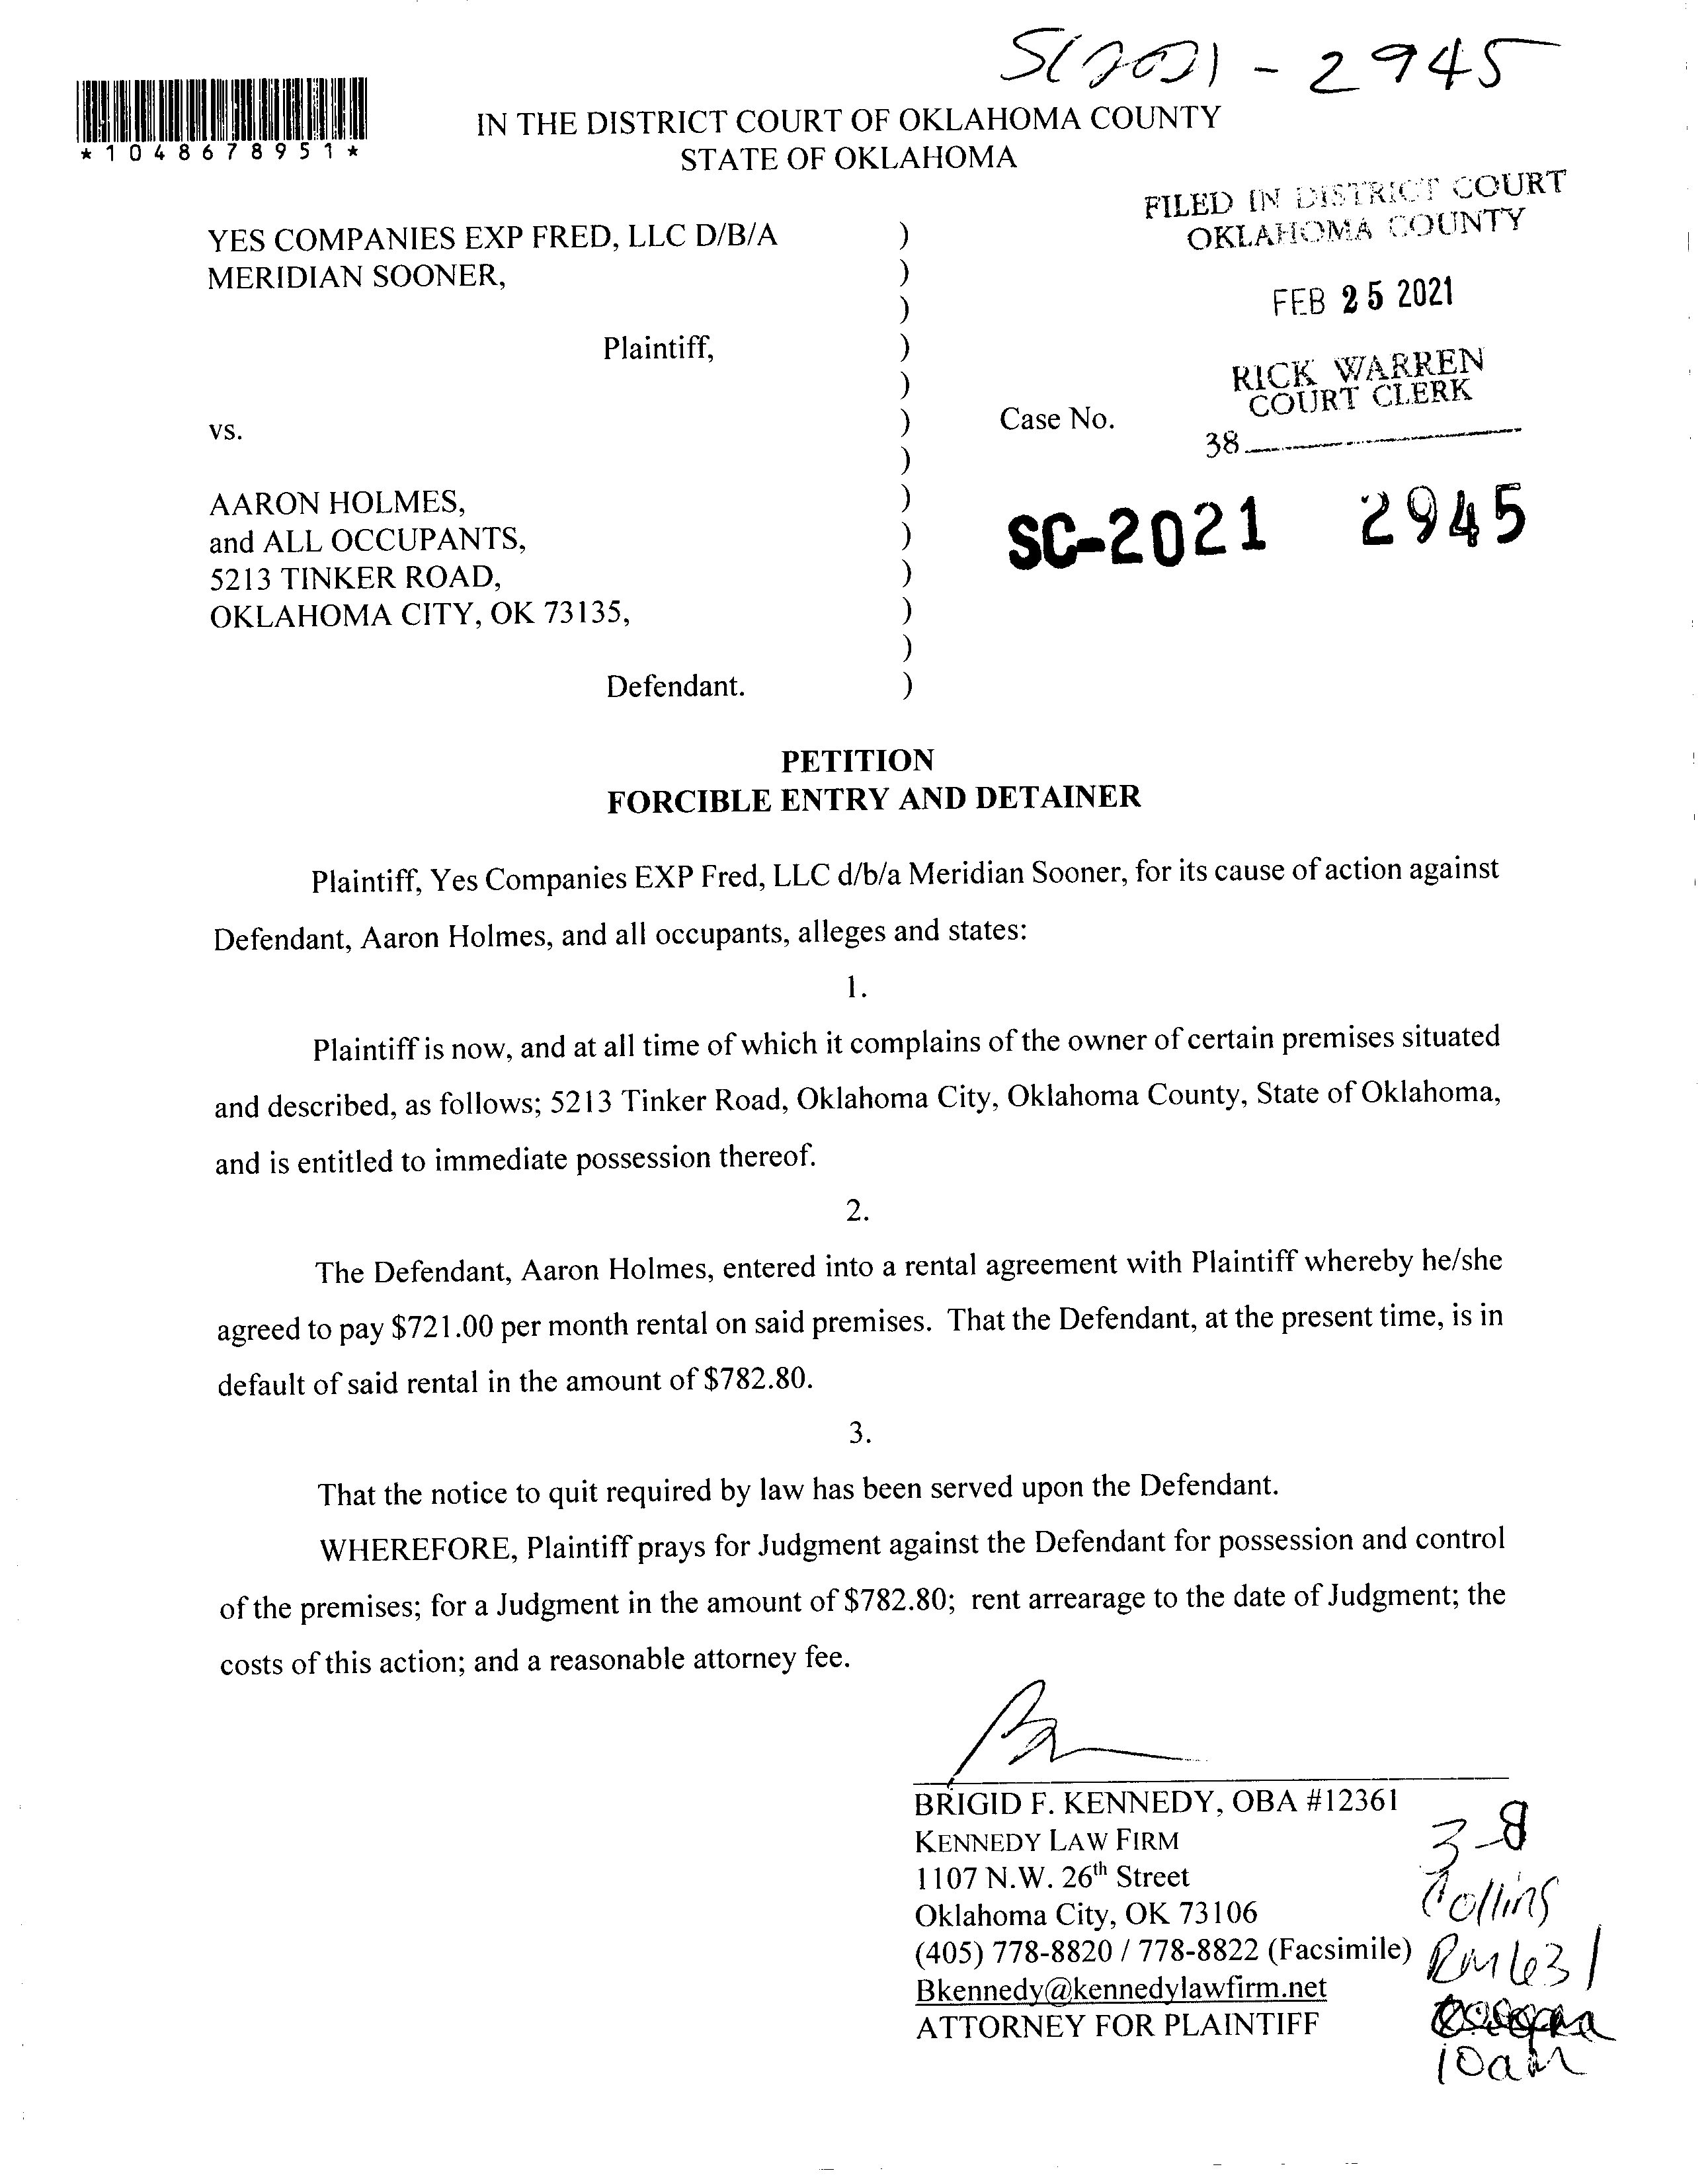 SC2021-2945
*1048678951*
IN THE DISTRICT COURT OF OKLAHOMA COUNTY
STATE OF OKLAHOMA
FILED IN DISTRICT COURT
OKLAHOMA COUNTY
FEB 25 2021
RICK WARREN
COURT CLERK
38
YES COMPANIES EXP FRED, LLC D/B/A )
MERIDIAN SOONER, )
)
Plaintiff, )
)
vs. ) Case No.
)
AARON HOLMES, ) SC-2021 2945
and ALL OCCUPANTS, )
5213 TINKER ROAD, )
OKLAHOMA CITY, OK 73135, )
)
Defendant. )
PETITION
FORCIBLE ENTRY AND DETAINER
Plaintiff, Yes Companies EXP Fred, LLC d/b/a Meridian Sooner, for its cause of action against
Defendant, Aaron Holmes, and all occupants, alleges and states:
1.
Plaintiff is now, and at all time of which it complains of the owner of certain premises situated
and described, as follows; 5213 Tinker Road, Oklahoma City, Oklahoma County, State of Oklahoma,
and is entitled to immediate possession thereof.
2.
The Defendant, Aaron Holmes, entered into a rental agreement with Plaintiff whereby he/she
agreed to pay $721.00 per month rental on said premises. That the Defendant, at the present time, is in
default of said rental in the amount of $782.80.
3.
That the notice to quit required by law has been served upon the Defendant.
WHEREFORE, Plaintiff prays for Judgment against the Defendant for possession and control
of the premises; for a Judgment in the amount of $782.80; rent arrearage to the date of Judgment; the
costs of this action; and a reasonable attorney fee.
BRIGID F. KENNEDY, OBA #12361
KENNEDY LAW FIRM
1107 N.W. 26th Street
Oklahoma City, OK 73106
(405) 778-8820 / 778-8822 (Facsimile)
Bkennedy@kennedylawfirm.net
ATTORNEY FOR PLAINTIFF
3-8
Collins
RM 631
10am